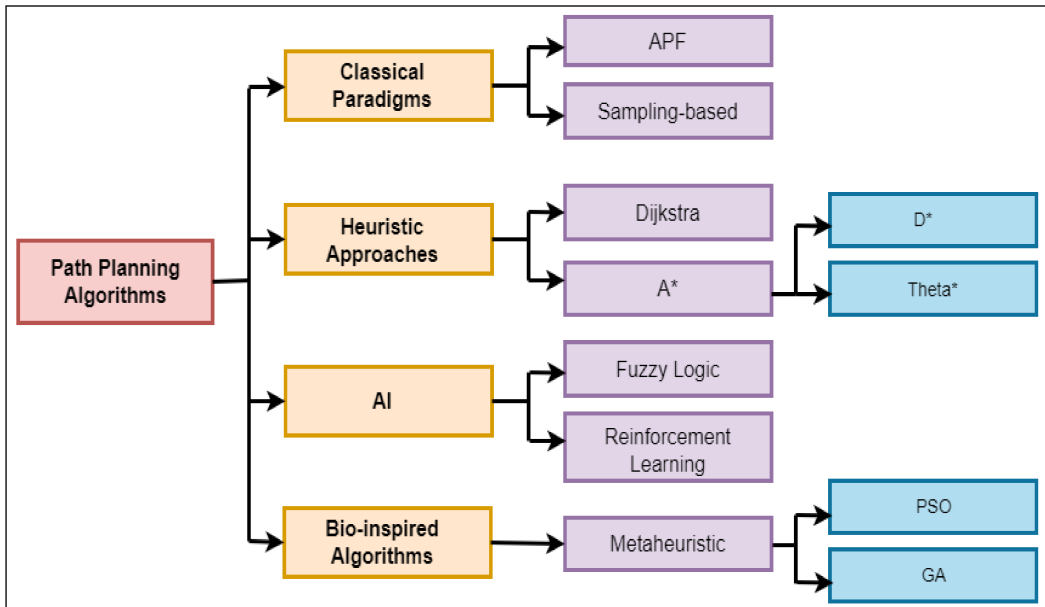 Path Planning
Algorithms
Classical
Paradigms
APF
Sampling-based
Heuristic
Approaches
Dijkstra
A*
D*
Theta*
AI
Fuzzy Logic
Reinforcement
Learning
Bio-inspired
Algorithms
Metaheuristic
PSO
GA